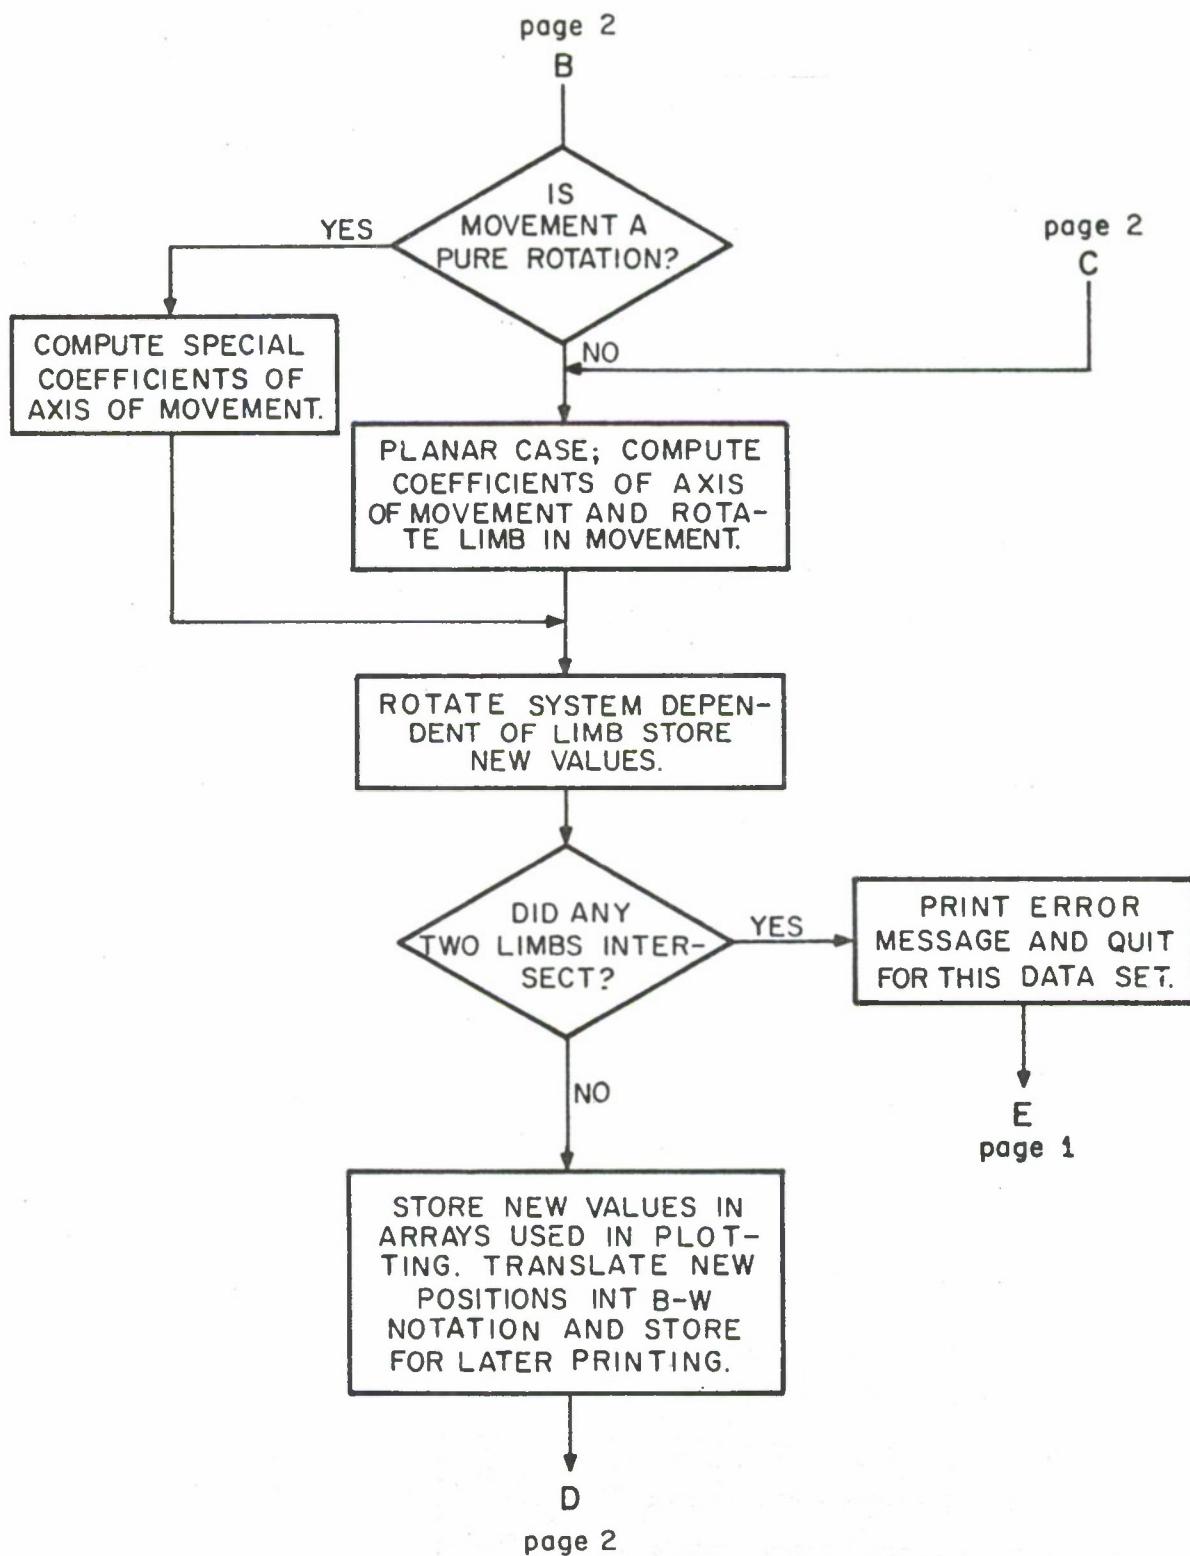 page 2
B
IS
MOVEMENT A
PURE ROTATION?
YES
page 2
C
NO
COMPUTE SPECIAL
COEFFICIENTS OF
AXIS OF MOVEMENT.
PLANAR CASE; COMPUTE
COEFFICIENTS OF AXIS
OF MOVEMENT AND ROTA-
TE LIMB IN MOVEMENT.
ROTATE SYSTEM DEPEN-
DENT OF LIMB STORE
NEW VALUES.
DID ANY
TWO LIMBS INTER-
SECT?
YES
PRINT ERROR
MESSAGE AND QUIT
FOR THIS DATA SET.
E
page 1
NO
STORE NEW VALUES IN
ARRAYS USED IN PLOT-
TING. TRANSLATE NEW
POSITIONS INT B-W
NOTATION AND STORE
FOR LATER PRINTING.
D
page 2